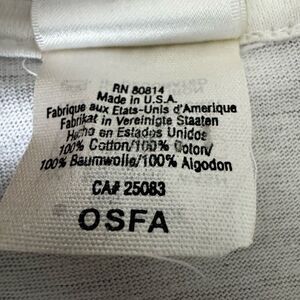 RN 80814
Made in U.S.A.
Fabrique aux Etats-Unis d'Amerique
Fabrikat in Vereinigte Staaten
Hecho en Estados Unidos
100% Cotton/100% Coton/
100% Baumwolle/100% Algodon
CA# 25083
OSFA